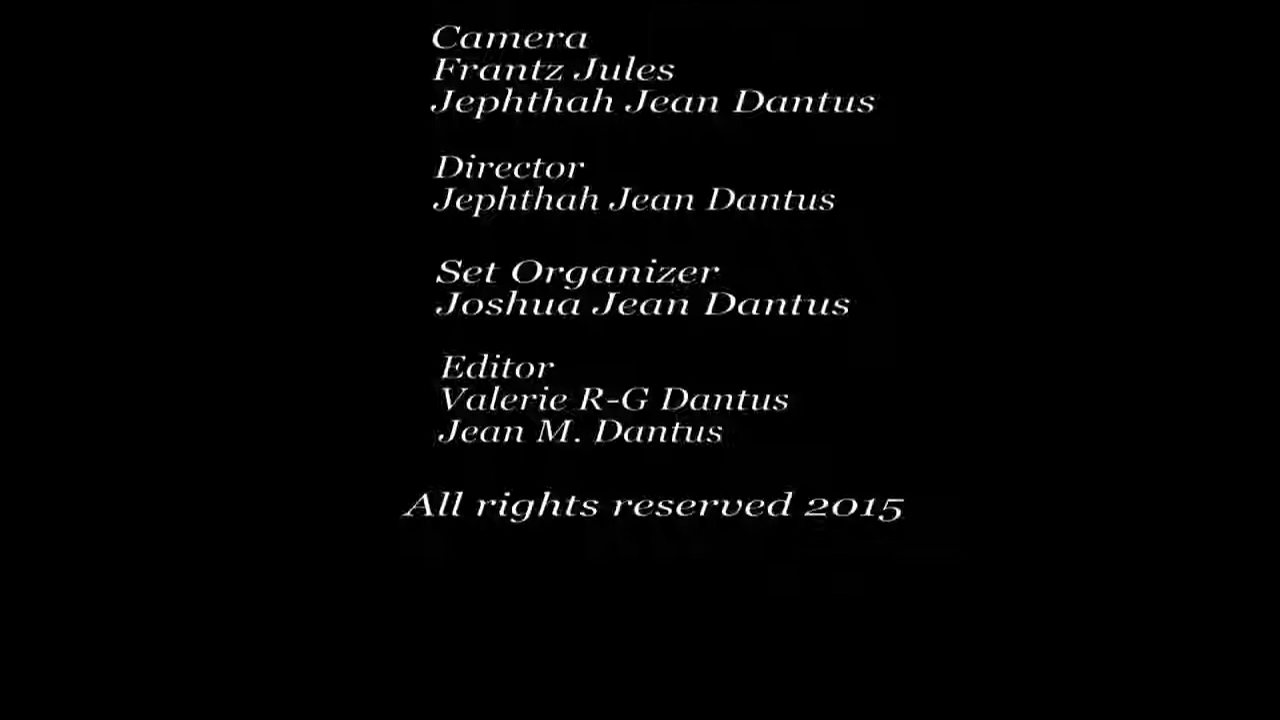 Camera
Frantz Jules
Jephthah Jean Dantus
Director
Jephthah Jean Dantus
Set Organizer
Joshua Jean Dantus
Editor
Valerie R-G Dantus
Jean M. Dantus
All rights reserved 2015